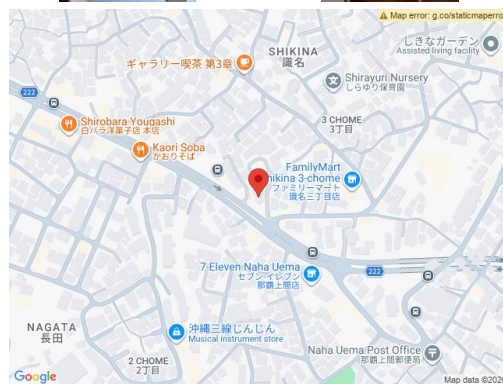 Map error: g.co/staticmaperro
しきなガーデン
Assisted living facility
SHIKINA
識名
ギャラリー喫茶 第3章
Shirayuri Nursery
しらゆり保育園
222
3 CHOME
3丁目
Shirobara Yougashi
白バラ洋菓子店 本店
Kaori Soba
かおりそば
FamilyMart
hikina 3-chome
ファミリーマート
識名三丁目店
222
7-Eleven Naha Uema
セブン-イレブン
那覇上間店
NAGATA
長田
沖縄三線じんじん
Musical instrument store
2 CHOME
2丁目
Naha Uema Post Office
那覇上間郵便局
Google
Map data ©202